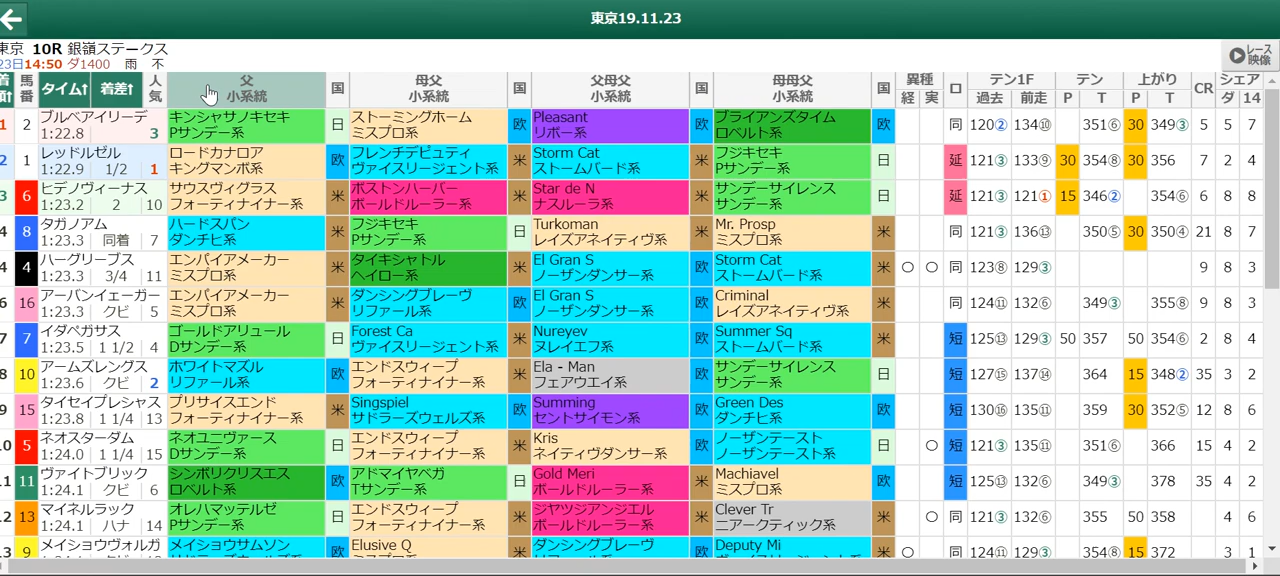 東京19.11.23
東京 10R 銀嶺ステークス
23日14:50 ダ1400 雨 不
レース映像
着順↑ 馬番 タイム↑ 着差↑ 人気 父 小系統 国 母父 小系統 国 父母父 小系統 国 母母父 小系統 国 異種 経 実 ロ テン1F 過去 前走 テン P T 上がり P T CR シェア ダ 14
1 2 ブルベアイリーデ 1:22.8 3 キンシャサノキセキ Pサンデー系 日 ストーミングホーム ミスプロ系 欧 Pleasant リボー系 欧 ブライアンズタイム ロベルト系 欧 同 120② 134⑩ 351⑥ 30 349③ 5 5 7
2 1 レッドルゼル 1:22.9 1/2 1 ロードカナロア キングマンボ系 欧 フレンチデピュティ ヴァイスリージェント系 米 Storm Cat ストームバード系 米 フジキセキ Pサンデー系 日 延 121③ 133⑨ 30 354⑧ 30 356 7 2 4
3 6 ヒデノヴィーナス 1:23.2 2 10 サウスヴィグラス フォーティナイナー系 米 ボストンハーバー ボールドルーラー系 米 Star de N ナスルーラ系 米 サンデーサイレンス サンデー系 日 延 121③ 121① 15 346② 354⑥ 6 8 8
4 8 タガノアム 1:23.3 同着 7 ハードスパン ダンチヒ系 米 フジキセキ Pサンデー系 日 Turkoman レイズアネイティヴ系 米 Mr. Prosp ミスプロ系 米 同 121③ 136⑬ 350⑤ 30 350④ 21 8 7
4 4 ハーグリーブス 1:23.3 3/4 11 エンパイアメーカー ミスプロ系 米 タイキシャトル ヘイロー系 米 El Gran S ノーザンダンサー系 欧 Storm Cat ストームバード系 米 ○ ○ 同 123⑧ 129③ 9 8 3
6 16 アーバンイェーガー 1:23.3 クビ 5 エンパイアメーカー ミスプロ系 米 ダンシングブレーヴ リファール系 欧 El Gran S ノーザンダンサー系 欧 Criminal レイズアネイティヴ系 米 同 124⑪ 132⑥ 349③ 355⑧ 9 8 3
7 7 イダペガサス 1:23.5 1 1/2 4 ゴールドアリュール Dサンデー系 日 Forest Ca ヴァイスリージェント系 米 Nureyev ヌレイエフ系 欧 Summer Sq ストームバード系 米 短 125⑬ 129③ 50 357 50 354⑥ 2 8 4
8 10 アームズレングス 1:23.6 クビ 2 ホワイトマズル リファール系 欧 エンドスウィープ フォーティナイナー系 米 Ela - Man フェアウエイ系 欧 サンデーサイレンス サンデー系 日 短 127⑮ 137⑭ 364 15 348② 35 3 2
9 15 タイセイプレシャス 1:23.8 1 1/4 13 プリサイスエンド フォーティナイナー系 米 Singspiel サドラーズウェルズ系 欧 Summing セントサイモン系 米 Green Des ダンチヒ系 欧 短 130⑯ 135⑪ 359 30 352⑤ 12 8 6
10 5 ネオスターダム 1:24.0 1 1/4 15 ネオユニヴァース Dサンデー系 日 エンドスウィープ フォーティナイナー系 米 Kris ネイティヴダンサー系 欧 ノーザンテースト ノーザンテースト系 日 ○ 短 121③ 135⑪ 351⑥ 366 15 4 2
11 11 ヴァイトブリック 1:24.1 クビ 6 シンボリクリスエス ロベルト系 欧 アドマイヤベガ Tサンデー系 日 Gold Meri ボールドルーラー系 米 Machiavel ミスプロ系 欧 短 125⑬ 132⑥ 349③ 378 35 4 2
12 13 マイネルラック 1:24.1 ハナ 14 オレハマッテルゼ Pサンデー系 日 エンドスウィープ フォーティナイナー系 米 ジヤツジアンジエル ボールドルーラー系 米 Clever Tr ニアークティック系 米 ○ 同 121③ 132⑥ 355 50 358 4 6
13 9 メイショウヴォルガ メイショウサムソン 欧 Elusive Q ミスプロ系 米 ダンシングブレーヴ 欧 Deputy Mi 米 ○ 同 124⑪ 129③ 354⑧ 15 372 3 1